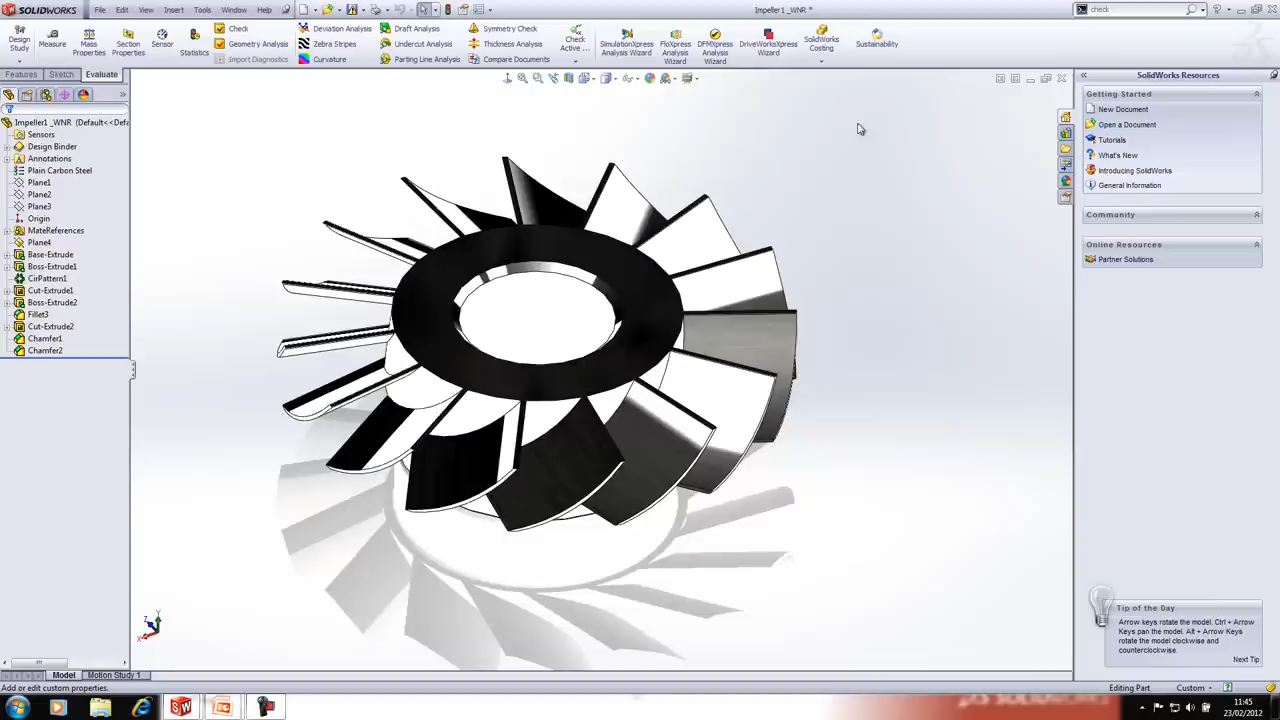 SOLIDWORKS File Edit View Insert Tools Window Help Impeller1 _WNR * check
Design Study
Measure
Mass Properties
Section Properties
Sensor
Statistics
Check
Geometry Analysis
Import Diagnostics
Deviation Analysis
Zebra Stripes
Curvature
Draft Analysis
Undercut Analysis
Parting Line Analysis
Symmetry Check
Thickness Analysis
Compare Documents
Check Active ...
SimulationXpress Analysis Wizard
FloXpress Analysis Wizard
DFMXpress Analysis Wizard
DriveWorksXpress Wizard
SolidWorks Costing
Sustainability
Features Sketch Evaluate
Impeller1 _WNR (Default<<Defa
Sensors
Design Binder
Annotations
Plain Carbon Steel
Plane1
Plane2
Plane3
Origin
MateReferences
Plane4
Base-Extrude
Boss-Extrude1
CirPattern1
Cut-Extrude1
Boss-Extrude2
Fillet3
Cut-Extrude2
Chamfer1
Chamfer2
SolidWorks Resources
Getting Started
New Document
Open a Document
Tutorials
What's New
Introducing SolidWorks
General Information
Community
Online Resources
Partner Solutions
Tip of the Day
Arrow keys rotate the model. Ctrl + Arrow
Keys pan the model. Alt + Arrow Keys
rotate the model clockwise and
counterclockwise.
Next Tip
Y
Z
X
Model Motion Study 1
Add or edit custom properties. Editing Part Custom
11:45
23/02/2012